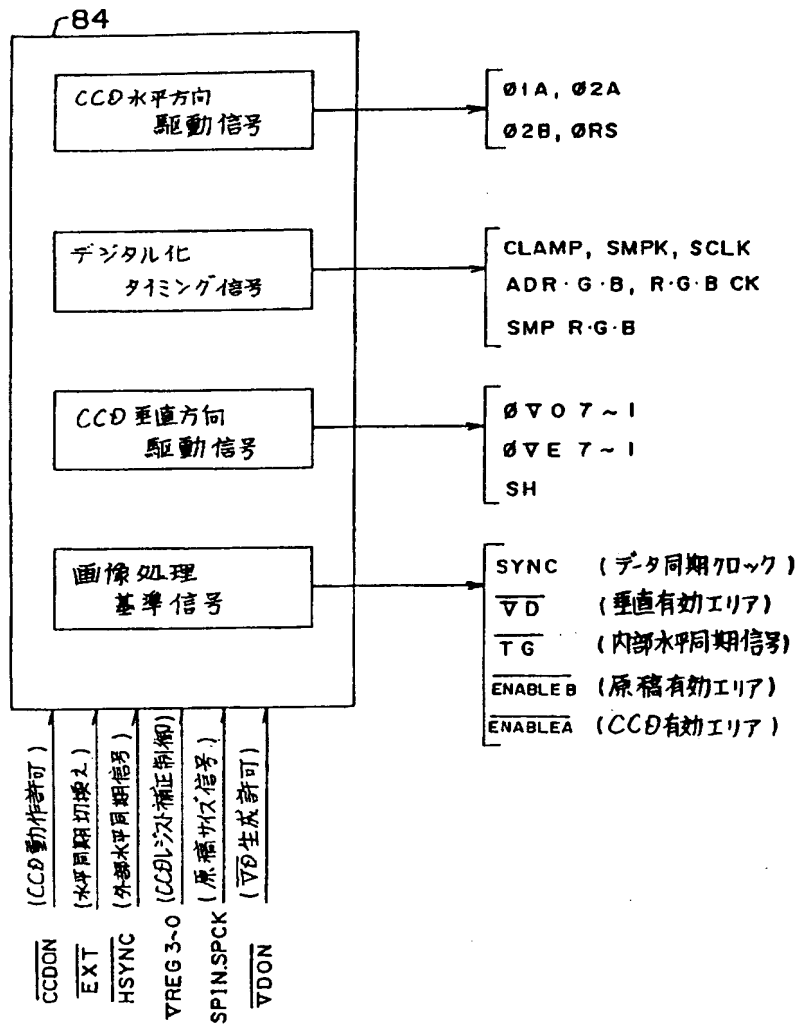 84
CCD水平方向
駆動信号
Ø1A, Ø2A
Ø2B, ØRS
デジタル化
タイミング信号
CLAMP, SMPK, SCLK
ADR·G·B, R·G·B CK
SMP R·G·B
CCD垂直方向
駆動信号
ØVO 7~1
ØVE 7~1
SH
画像処理
基準信号
SYNC (データ同期クロック)
VD (垂直有効エリア)
TG (内部水平同期信号)
ENABLEB (原稿有効エリア)
ENABLEA (CCD有効エリア)
(CCD動作許可)
CCDON
(水平同期切換え)
EXT
(外部水平同期信号)
HSYNC
(CCDレジスト補正制御)
VREG 3~0
(原稿サイズ信号)
SPIN.SPCK
(VD生成許可)
VDON